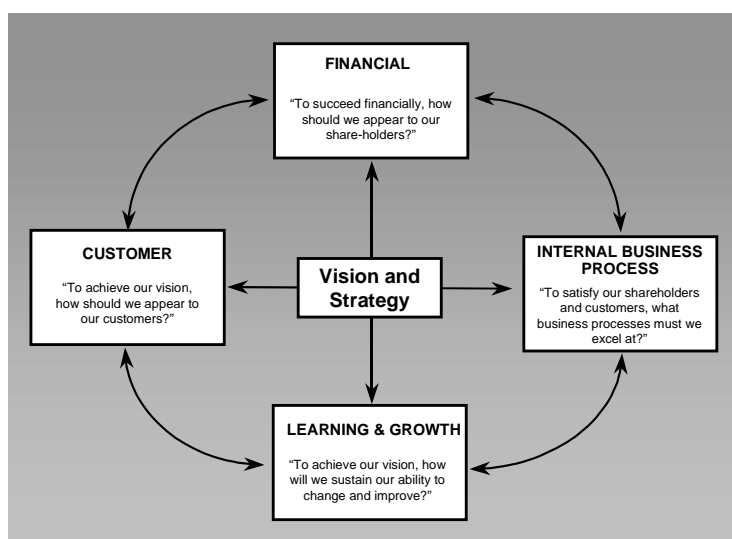 FINANCIAL
“To succeed financially, how
should we appear to our
share-holders?”
CUSTOMER
“To achieve our vision,
how should we appear to
our customers?”
Vision and
Strategy
INTERNAL BUSINESS
PROCESS
“To satisfy our shareholders
and customers, what
business processes must we
excel at?”
LEARNING & GROWTH
“To achieve our vision, how
will we sustain our ability to
change and improve?”